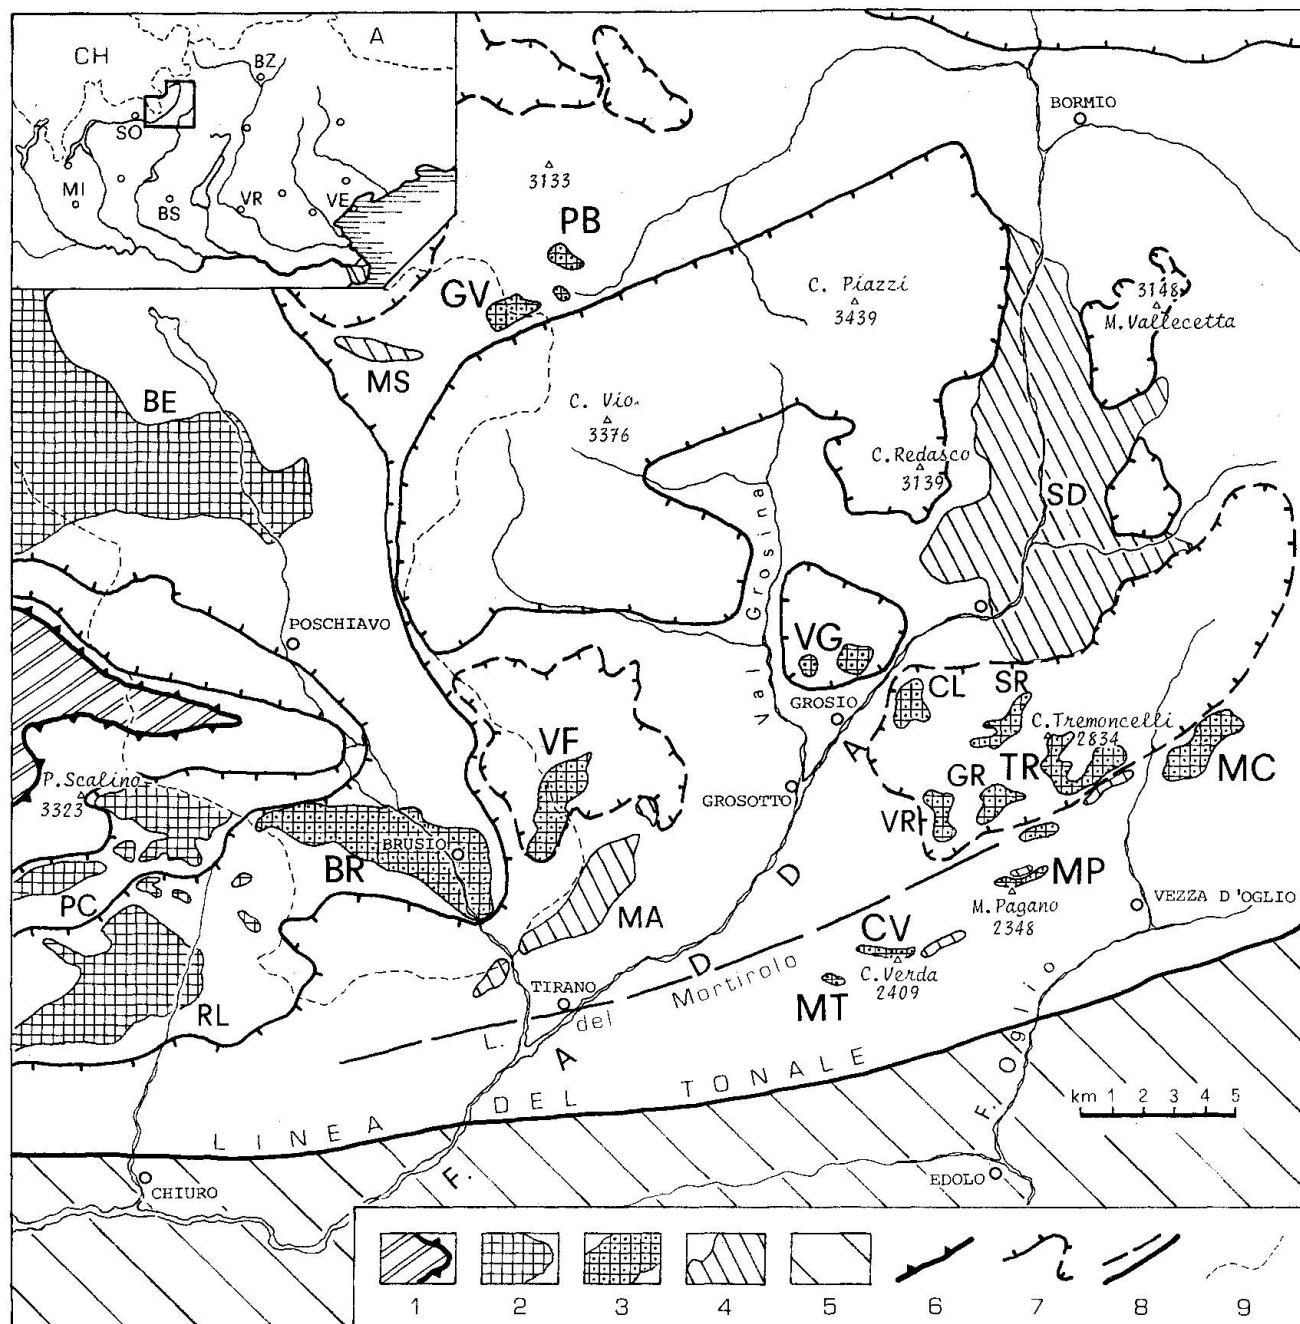 A
CH
BZ
SO
MI
BS
VR
VE
BORMIO
3133
PB
GV
C. Piazzi
3439
3148
M. Vallecetta
MS
BE
C. Vio
3376
C. Redasco
3139
SD
Val Grosina
POSCHIAVO
VG
GROSIO
CL
SR
C. Tremoncelli
2834
VF
P. Scalino
3323
GROSOTTO
GR
TR
MC
VR
BRUSIO
BR
PC
MA
MP
M. Pagano
2348
VEZZA D'OGLIO
CV
C. Verda
2409
MT
RL
TIRANO
L. del Mortirolo
F. ADDA
F. Oglio
LINEA DEL TONALE
km 1 2 3 4 5
CHIURO
EDOLO
1 2 3 4 5 6 7 8 9